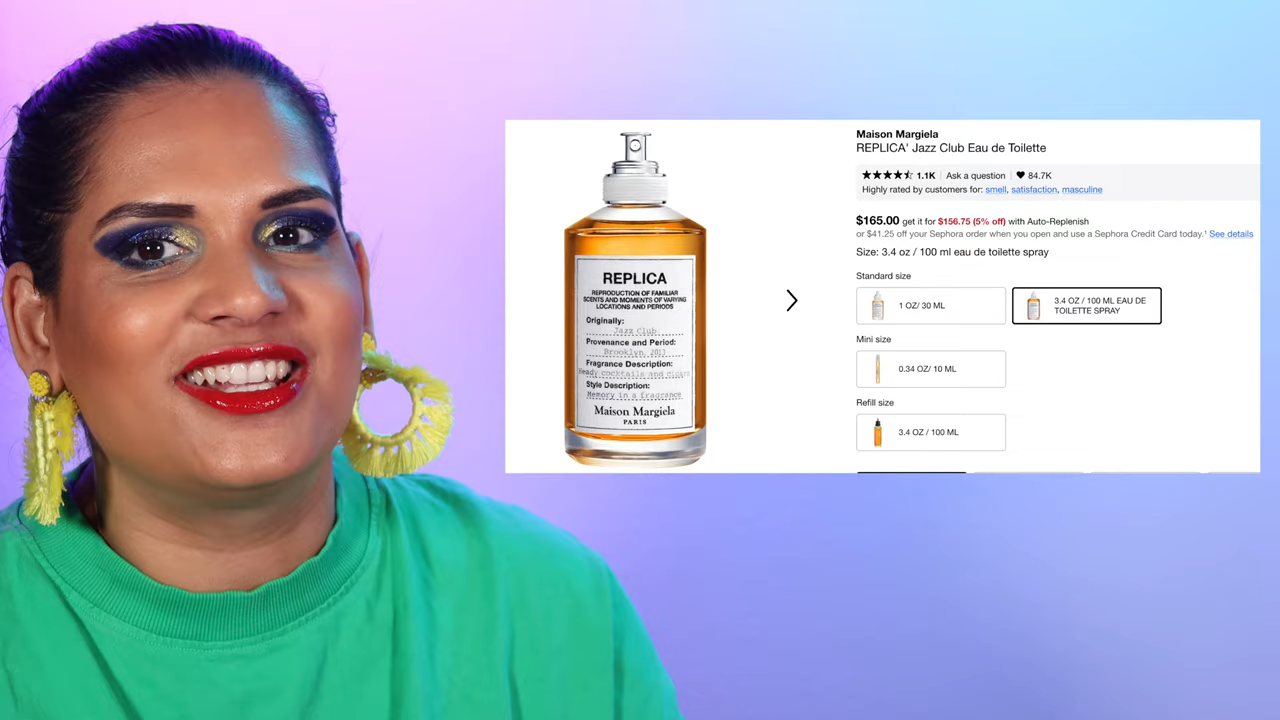 REPLICA
REPRODUCTION OF FAMILIAR
SCENTS AND MOMENTS OF VARYING
LOCATIONS AND PERIODS
Originally:
Jazz Club
Provenance and Period:
Brooklyn, 2013
Fragrance Description:
Heady cocktails and cigars
Style Description:
Memory in a fragrance
Maison Margiela
PARIS
Maison Margiela
REPLICA' Jazz Club Eau de Toilette
1.1K | Ask a question | 84.7K
Highly rated by customers for: smell, satisfaction, masculine
$165.00 get it for $156.75 (5% off) with Auto-Replenish
or $41.25 off your Sephora order when you open and use a Sephora Credit Card today.¹ See details
Size: 3.4 oz / 100 ml eau de toilette spray
Standard size
1 OZ/ 30 ML
3.4 OZ / 100 ML EAU DE
TOILETTE SPRAY
Mini size
0.34 OZ/ 10 ML
Refill size
3.4 OZ / 100 ML